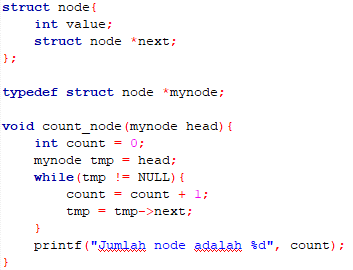 struct node{
    int value;
    struct node *next;
};

typedef struct node *mynode;

void count_node(mynode head){
    int count = 0;
    mynode tmp = head;
    while(tmp != NULL){
        count = count + 1;
        tmp = tmp->next;
    }
    printf("Jumlah node adalah %d", count);
}